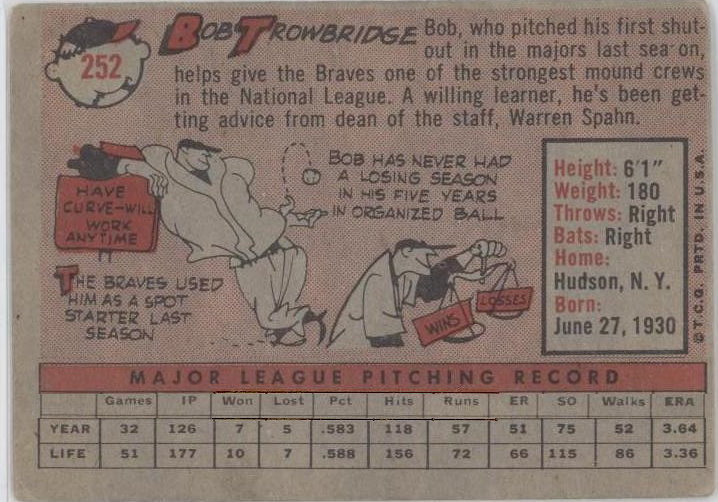 252
BOB TROWBRIDGE
Bob, who pitched his first shut-
out in the majors last sea on,
helps give the Braves one of the strongest mound crews
in the National League. A willing learner, he's been get-
ting advice from dean of the staff, Warren Spahn.
HAVE
CURVE-WILL
WORK
ANYTIME
BOB HAS NEVER HAD
A LOSING SEASON
IN HIS FIVE YEARS
IN ORGANIZED BALL
THE BRAVES USED
HIM AS A SPOT
STARTER LAST
SEASON
WINS
LOSSES
Height: 6'1"
Weight: 180
Throws: Right
Bats: Right
Home:
Hudson, N. Y.
Born:
June 27, 1930
© T.C.G. PRTD. IN U.S.A.
MAJOR LEAGUE PITCHING RECORD
Games IP Won Lost Pct Hits Runs ER SO Walks ERA
YEAR 32 126 7 5 .583 118 57 51 75 52 3.64
LIFE 51 177 10 7 .588 156 72 66 115 86 3.36